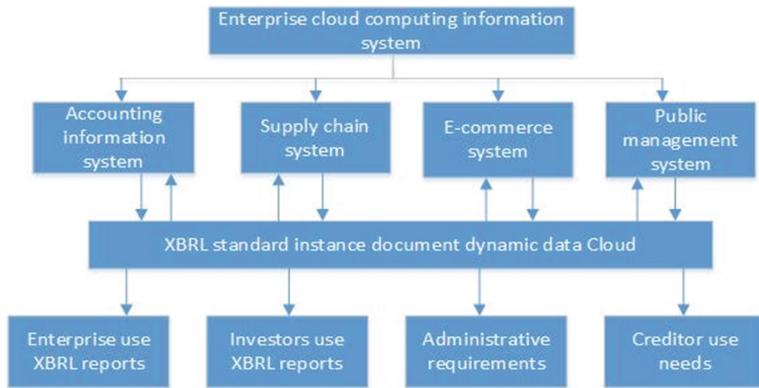 Enterprise cloud computing information
system
Accounting
information
system
Supply chain
system
E-commerce
system
Public
management
system
XBRL standard instance document dynamic data Cloud
Enterprise use
XBRL reports
Investors use
XBRL reports
Administrative
requirements
Creditor use
needs